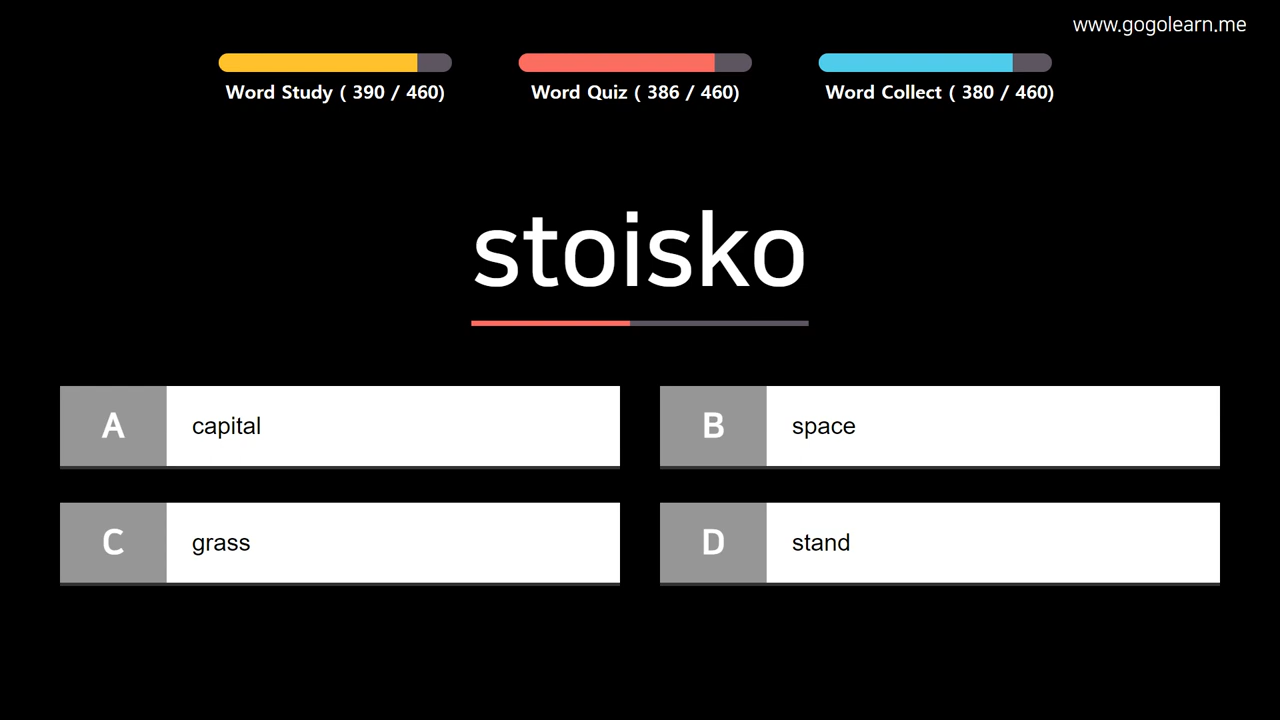 www.gogolearn.me
Word Study ( 390 / 460)
Word Quiz ( 386 / 460)
Word Collect ( 380 / 460)
stoisko
A
capital
B
space
C
grass
D
stand